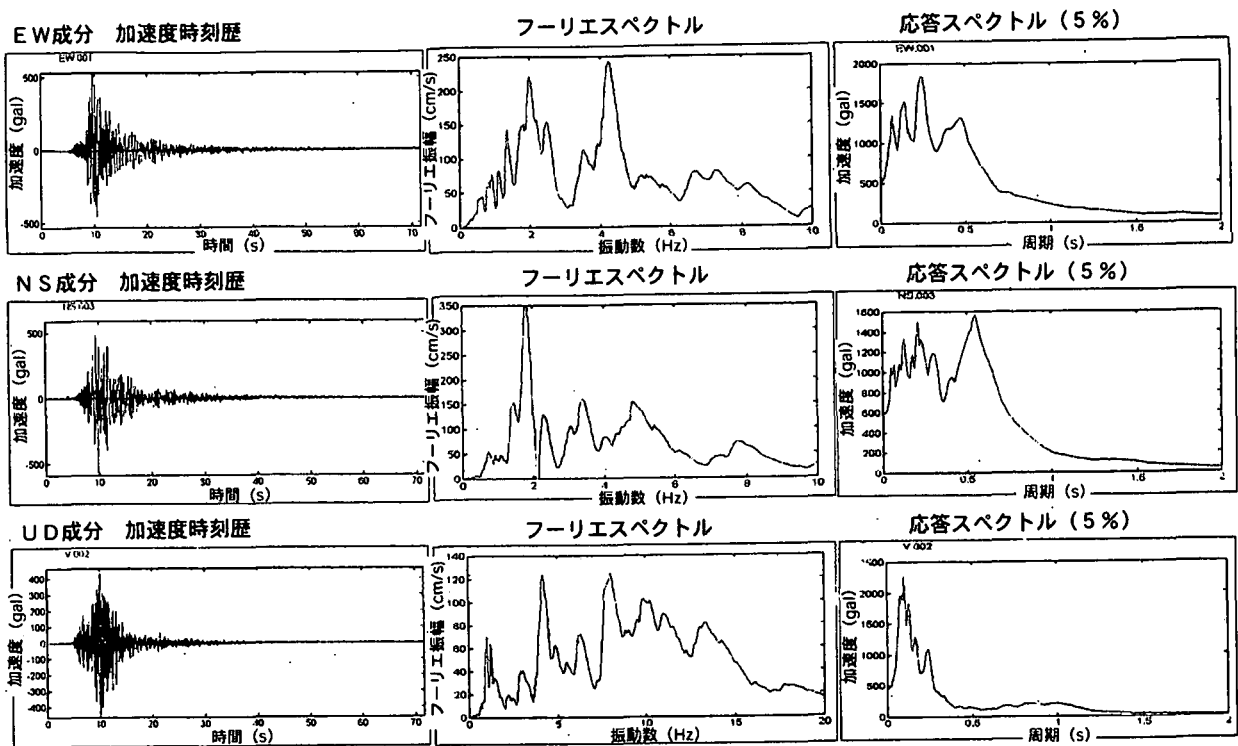 EW成分 加速度時刻歴
フーリエスペクトル
応答スペクトル(5%)
EW.001
加速度 (gal)
500
0
-500
0 10 20 30 40 50 60 70
時間 (s)
フーリエ振幅 (cm/s)
250
200
150
100
50
0
0 2 4 6 8 10
振動数 (Hz)
EW.001
加速度 (gal)
2000
1500
1000
500
0
0 0.5 1 1.5 2
周期 (s)
NS成分 加速度時刻歴
フーリエスペクトル
応答スペクトル(5%)
NS.003
加速度 (gal)
500
0
-500
0 10 20 30 40 50 60 70
時間 (s)
フーリエ振幅 (cm/s)
350
300
250
200
150
100
50
0
0 2 4 6 8 10
振動数 (Hz)
NS.003
加速度 (gal)
1600
1400
1200
1000
800
600
400
200
0
0 0.5 1 1.5 2
周期 (s)
UD成分 加速度時刻歴
フーリエスペクトル
応答スペクトル(5%)
V.002
加速度 (gal)
400
300
200
100
0
-100
-200
-300
-400
0 10 20 30 40 50 60 70
時間 (s)
フーリエ振幅 (cm/s)
140
120
100
80
60
40
20
0
0 5 10 15 20
振動数 (Hz)
V.002
加速度 (gal)
2500
2000
1500
1000
500
0
0 0.5 1 1.5 2
周期 (s)